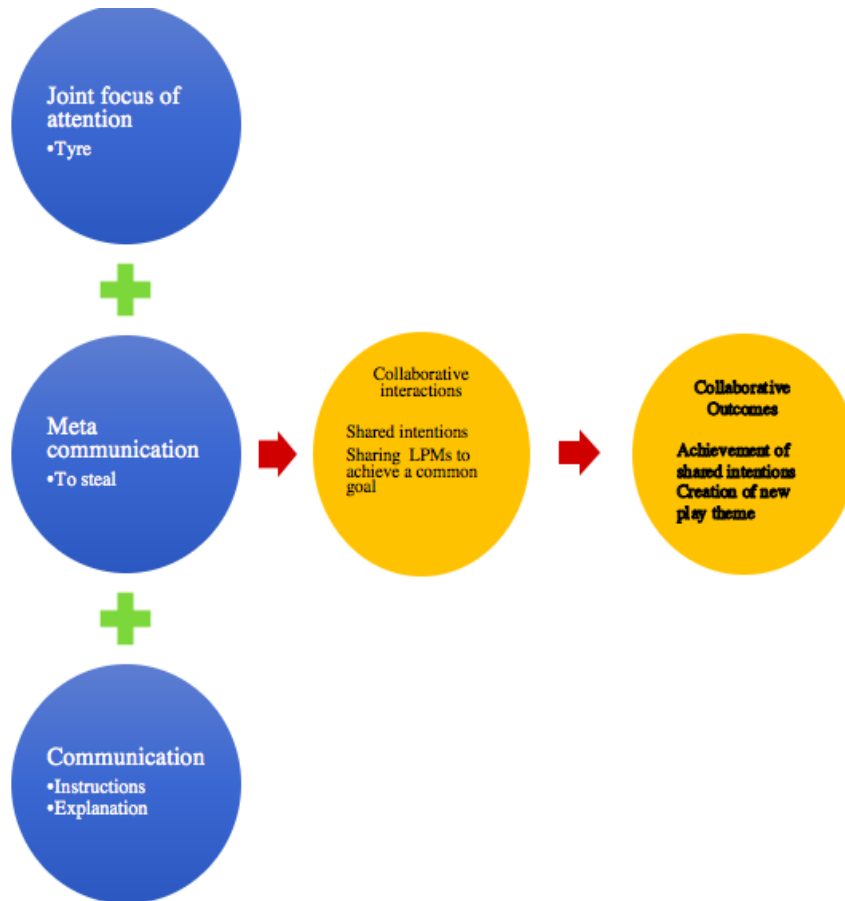 Joint focus of
attention
•Tyre
Meta
communication
•To steal
Communication
•Instructions
•Explanation
Collaborative
interactions
Shared intentions
Sharing LPMs to
achieve a common
goal
Collaborative
Outcomes
Achievement of
shared intentions
Creation of new
play theme